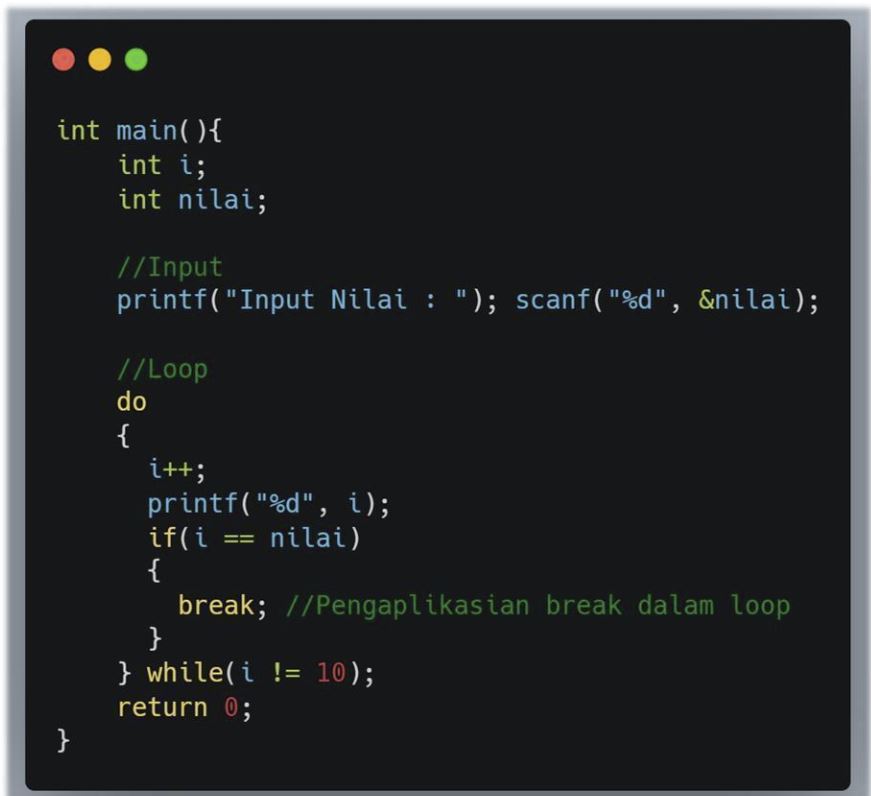 int main(){
int i;
int nilai;
//Input
printf("Input Nilai : "); scanf("%d", &nilai);
//Loop
do
{
i++;
printf("%d", i);
if(i == nilai)
{
break; //Pengaplikasian break dalam loop
}
} while(i != 10);
return 0;
}